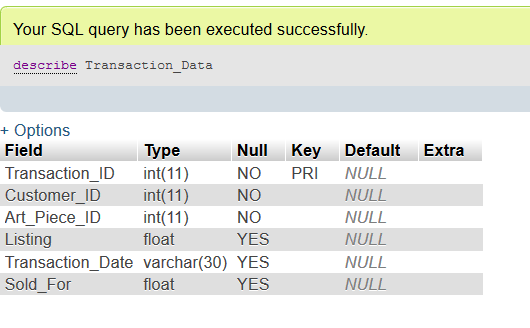 Your SQL query has been executed successfully.
describe Transaction_Data
+ Options
Field Type Null Key Default Extra
Transaction_ID int(11) NO PRI NULL
Customer_ID int(11) NO NULL
Art_Piece_ID int(11) NO NULL
Listing float YES NULL
Transaction_Date varchar(30) YES NULL
Sold_For float YES NULL